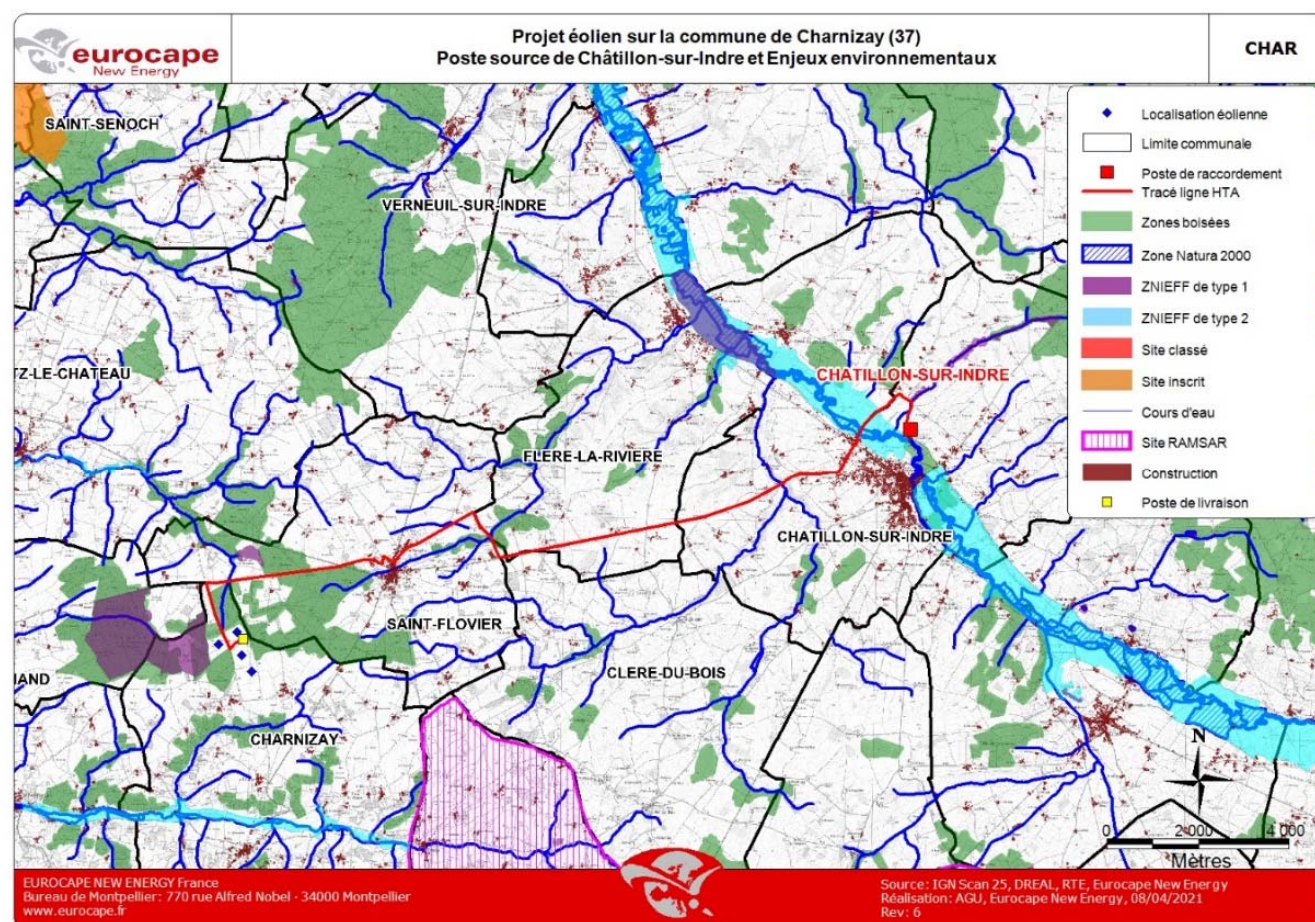 eurocape
New Energy
Projet éolien sur la commune de Charnizay (37)
Poste source de Châtillon-sur-Indre et Enjeux environnementaux
CHAR
SAINT-SENOCH
VERNEUIL-SUR-INDRE
TZ-LE-CHATEAU
CHATILLON-SUR-INDRE
FLERE-LA-RIVIERE
CHATILLON-SUR-INDRE
SAINT-FLOVIER
CLERE-DU-BOIS
MAND
CHARNIZAY
Localisation éolienne
Limite communale
Poste de raccordement
Tracé ligne HTA
Zones boisées
Zone Natura 2000
ZNIEFF de type 1
ZNIEFF de type 2
Site classé
Site inscrit
Cours d'eau
Site RAMSAR
Construction
Poste de livraison
N
0 2 000 4 000
Mètres
EUROCAPE NEW ENERGY France
Bureau de Montpellier: 770 rue Alfred Nobel - 34000 Montpellier
www.eurocape.fr
Source: IGN Scan 25, DREAL, RTE, Eurocape New Energy
Réalisation: AGU, Eurocape New Energy, 08/04/2021
Rev: 6